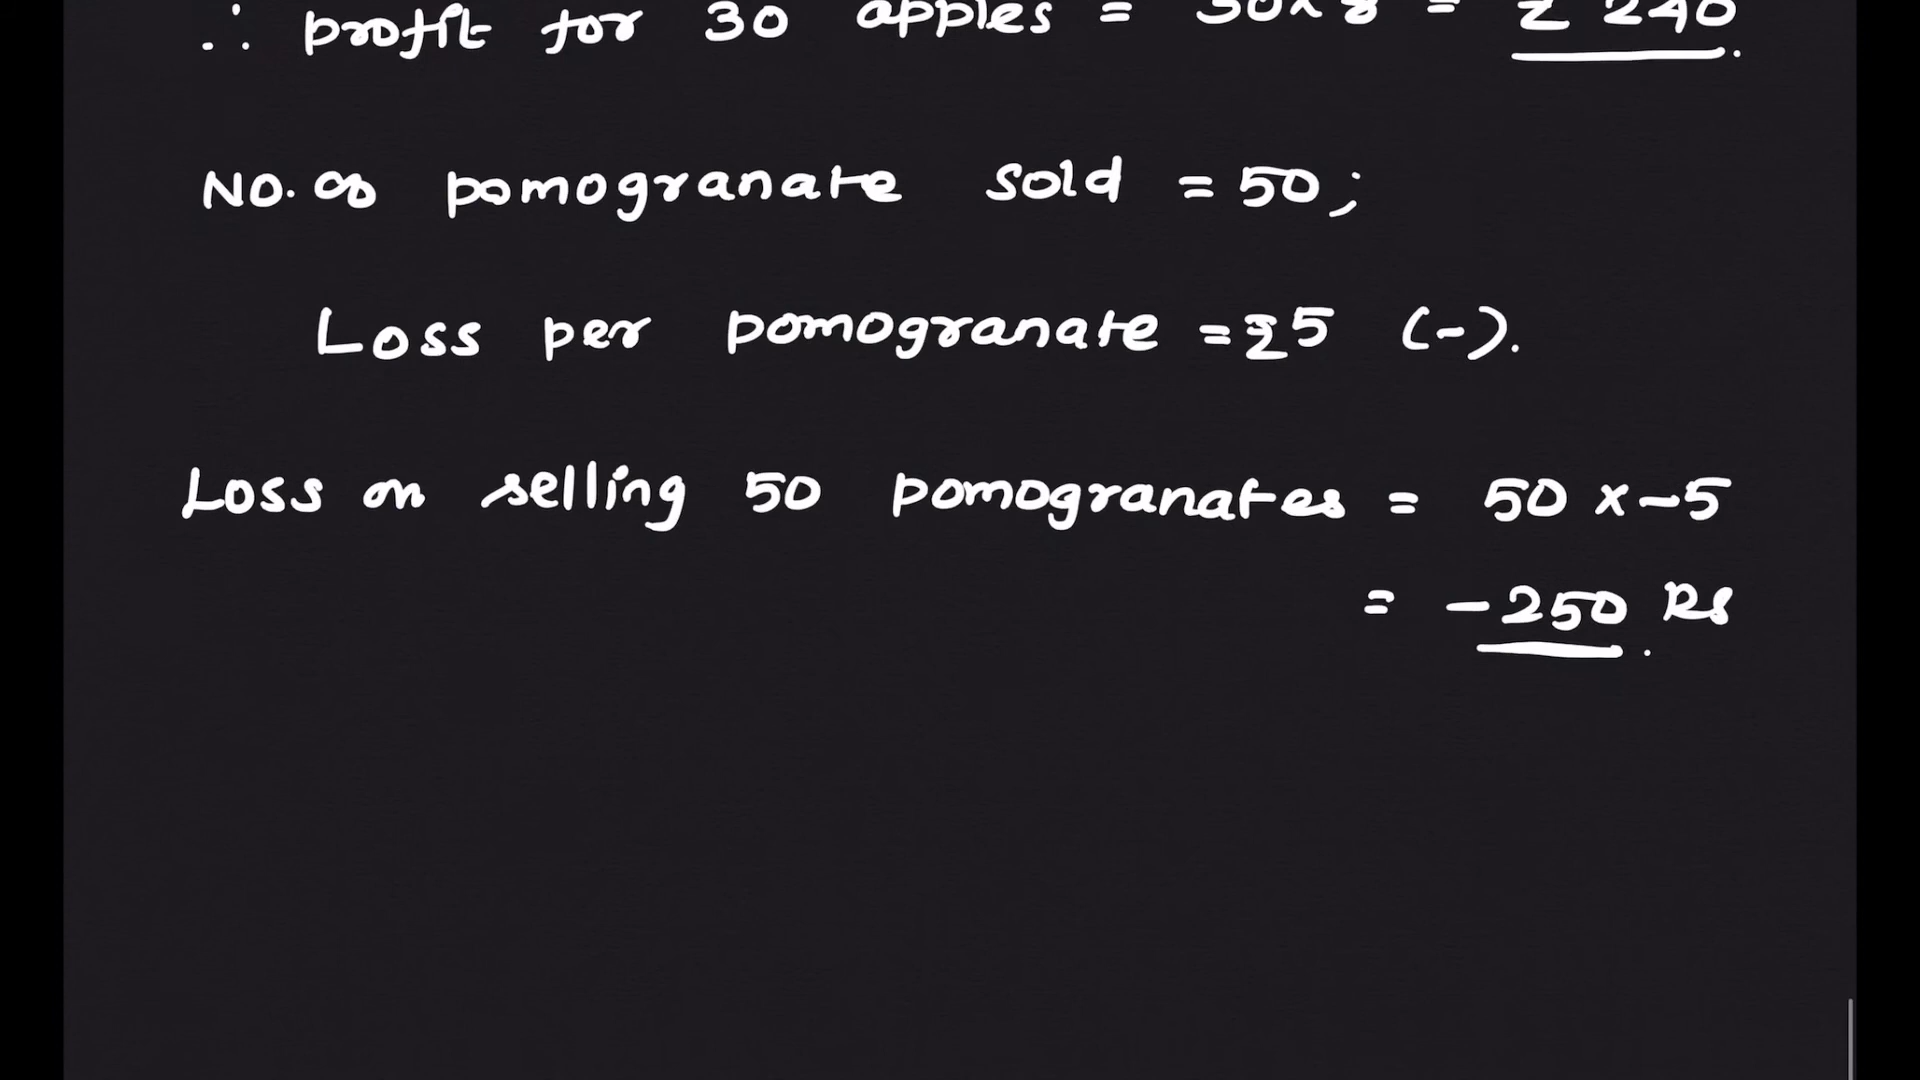 ∴ profit for 30 apples = 30 x 8 = ₹ 240.
No. of pomogranate sold = 50;
Loss per pomogranate = ₹5 (-).
Loss on selling 50 pomogranates = 50 x -5
= -250 Rs.